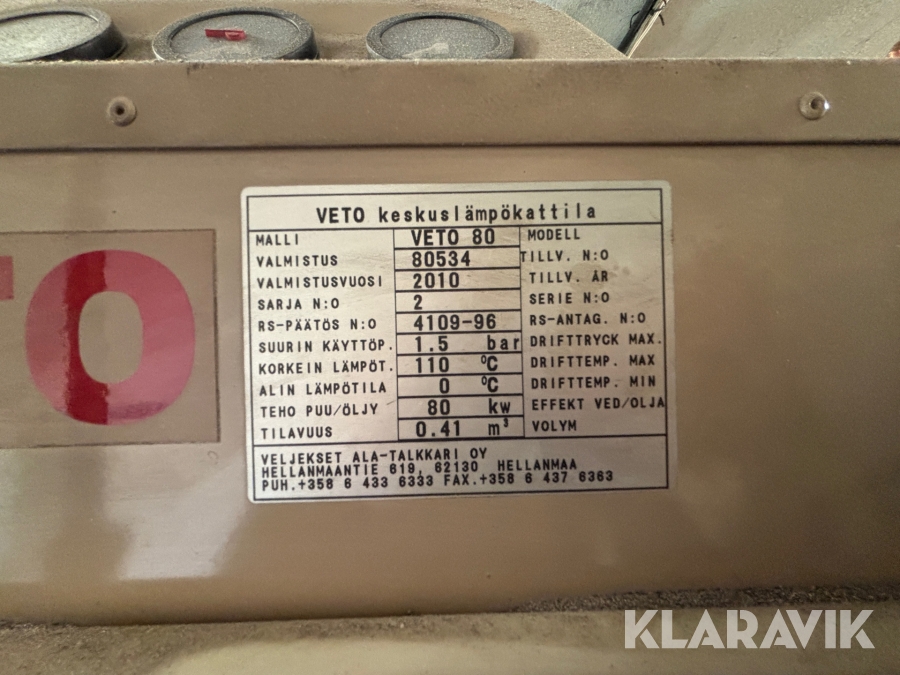 VETO keskuslämpökattila
MALLI VETO 80 MODELL
VALMISTUS 80534 TILLV. N:O
VALMISTUSVUOSI 2010 TILLV. ÅR
SARJA N:O 2 SERIE N:O
RS-PÄÄTÖS N:O 4109-96 RS-ANTAG. N:O
SUURIN KÄYTTÖP. 1.5 bar DRIFTTRYCK MAX.
KORKEIN LÄMPÖT. 110 °C DRIFTTEMP. MAX
ALIN LÄMPÖTILA 0 °C DRIFTTEMP. MIN
TEHO PUU/ÖLJY 80 kw EFFEKT VED/OLJA
TILAVUUS 0.41 m³ VOLYM
VELJEKSET ALA-TALKKARI OY
HELLANMAANTIE 619, 62130 HELLANMAA
PUH.+358 6 433 6333 FAX.+358 6 437 6363
TO
KLARAVIK